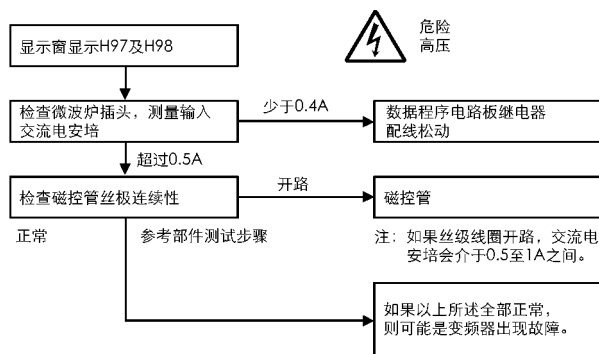 显示窗显示H97及H98
危险
高压
检查微波炉插头，测量输入
交流电安培
少于0.4A
数据程序电路板继电器
配线松动
超过0.5A
检查磁控管丝极连续性
开路
磁控管
正常
参考部件测试步骤
注：如果丝级线圈开路，交流电
安培会介于0.5至1A之间。
如果以上所述全部正常，
则可能是变频器出现故障。